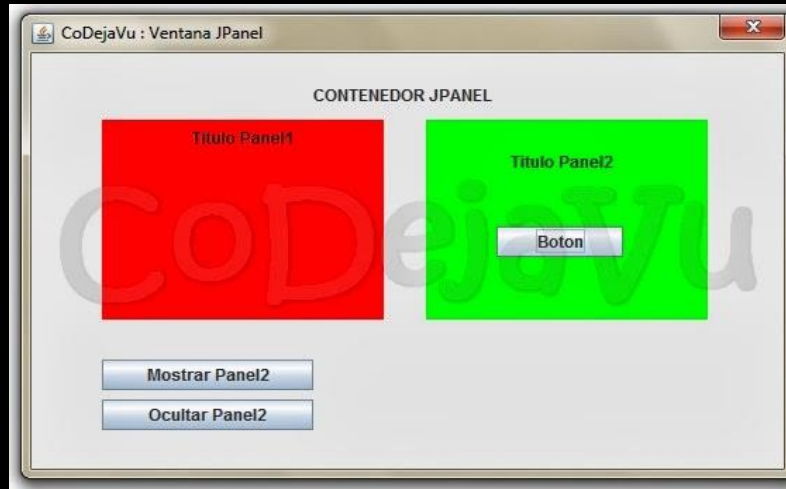 CoDejaVu : Ventana JPanel
CONTENEDOR JPANEL
Titulo Panel1
Titulo Panel2
CoDejaVu
Boton
Mostrar Panel2
Ocultar Panel2